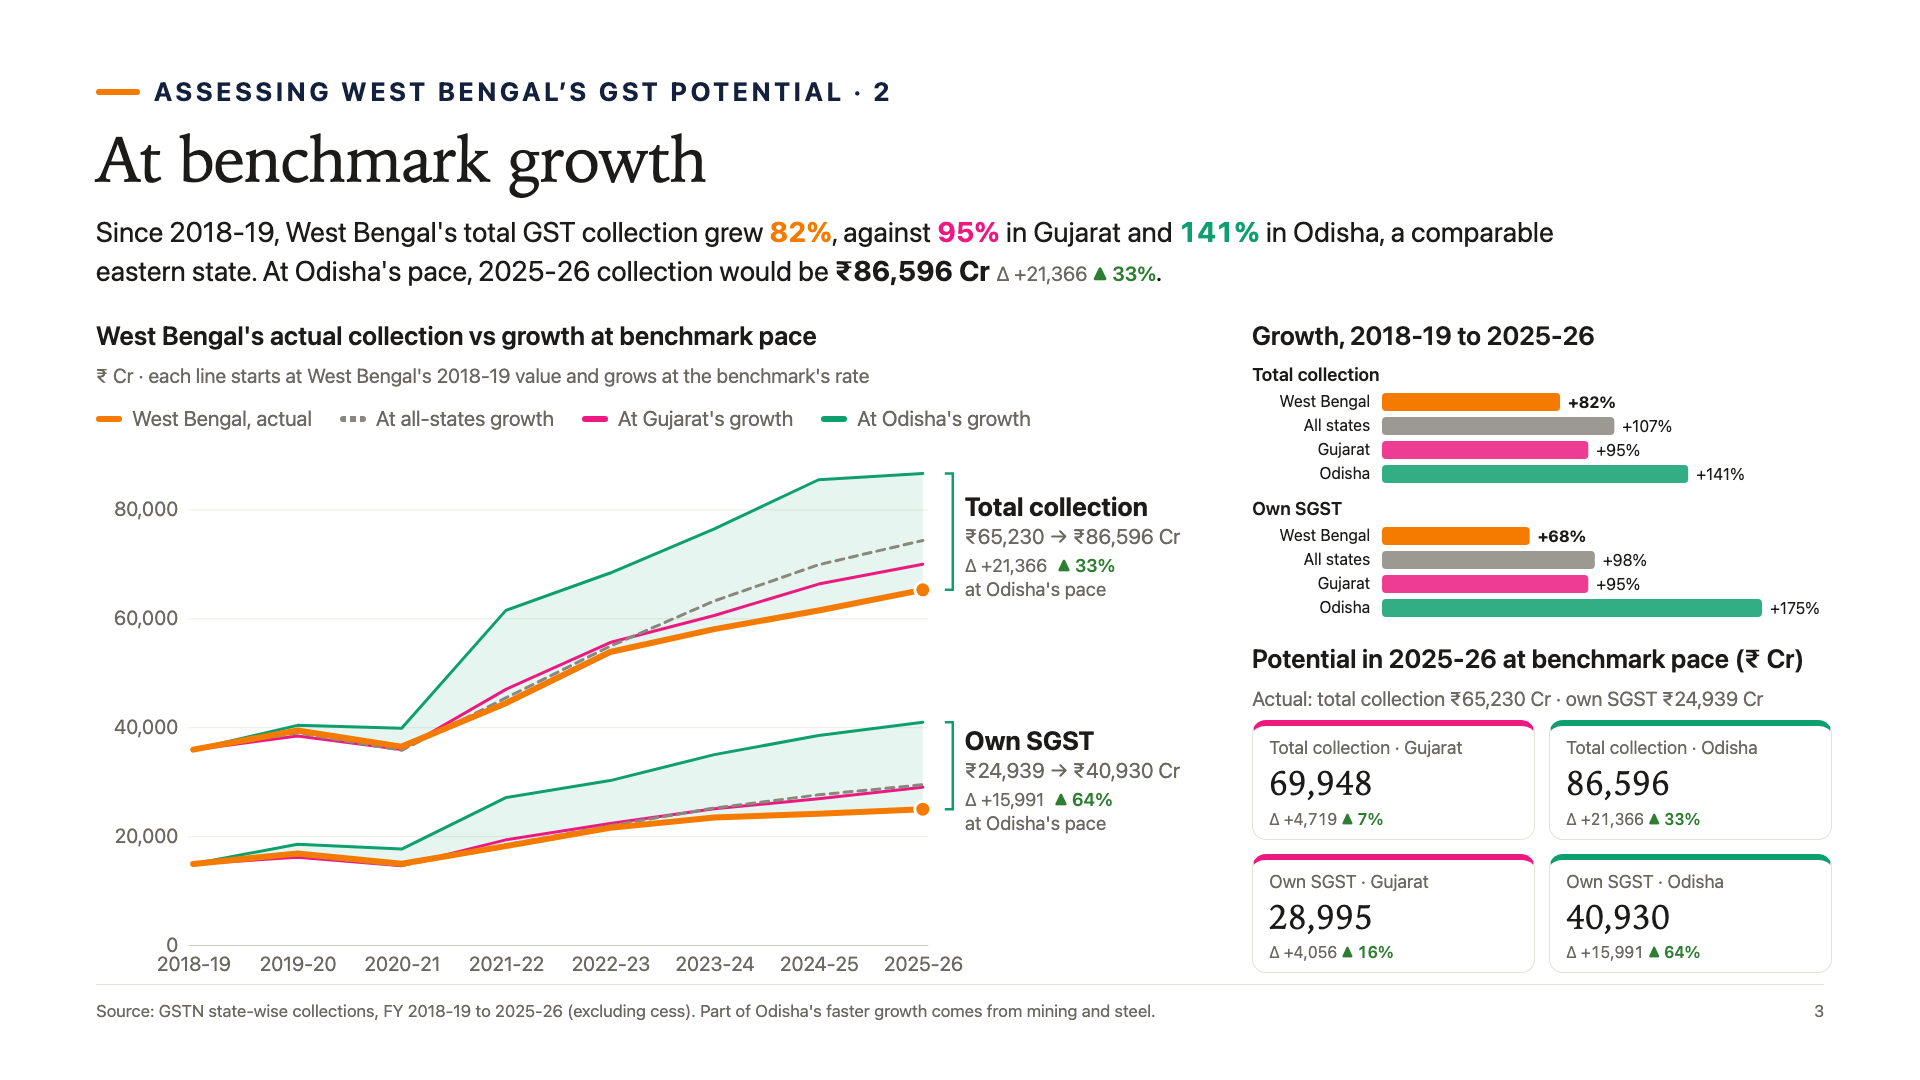 ASSESSING WEST BENGAL’S GST POTENTIAL · 2
At benchmark growth
Since 2018-19, West Bengal's total GST collection grew 82%, against 95% in Gujarat and 141% in Odisha, a comparable
eastern state. At Odisha's pace, 2025-26 collection would be ₹86,596 Cr Δ +21,366 ▲ 33%.
West Bengal's actual collection vs growth at benchmark pace
₹ Cr · each line starts at West Bengal's 2018-19 value and grows at the benchmark's rate
West Bengal, actual At all-states growth At Gujarat's growth At Odisha's growth
80,000
60,000
40,000
20,000
0
2018-19 2019-20 2020-21 2021-22 2022-23 2023-24 2024-25 2025-26
Total collection
₹65,230 → ₹86,596 Cr
Δ +21,366 ▲ 33%
at Odisha's pace
Own SGST
₹24,939 → ₹40,930 Cr
Δ +15,991 ▲ 64%
at Odisha's pace
Growth, 2018-19 to 2025-26
Total collection
West Bengal +82%
All states +107%
Gujarat +95%
Odisha +141%
Own SGST
West Bengal +68%
All states +98%
Gujarat +95%
Odisha +175%
Potential in 2025-26 at benchmark pace (₹ Cr)
Actual: total collection ₹65,230 Cr · own SGST ₹24,939 Cr
Total collection · Gujarat
69,948
Δ +4,719 ▲ 7%
Total collection · Odisha
86,596
Δ +21,366 ▲ 33%
Own SGST · Gujarat
28,995
Δ +4,056 ▲ 16%
Own SGST · Odisha
40,930
Δ +15,991 ▲ 64%
Source: GSTN state-wise collections, FY 2018-19 to 2025-26 (excluding cess). Part of Odisha's faster growth comes from mining and steel.
3